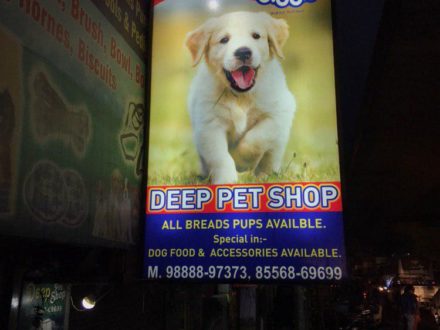 Brush, Bowl,
Hornes, Biscuits
DEEP PET SHOP
ALL BREADS PUPS AVAILBLE.
Special in:-
DOG FOOD & ACCESSORIES AVAILABLE.
M. 98888-97373, 85568-69699